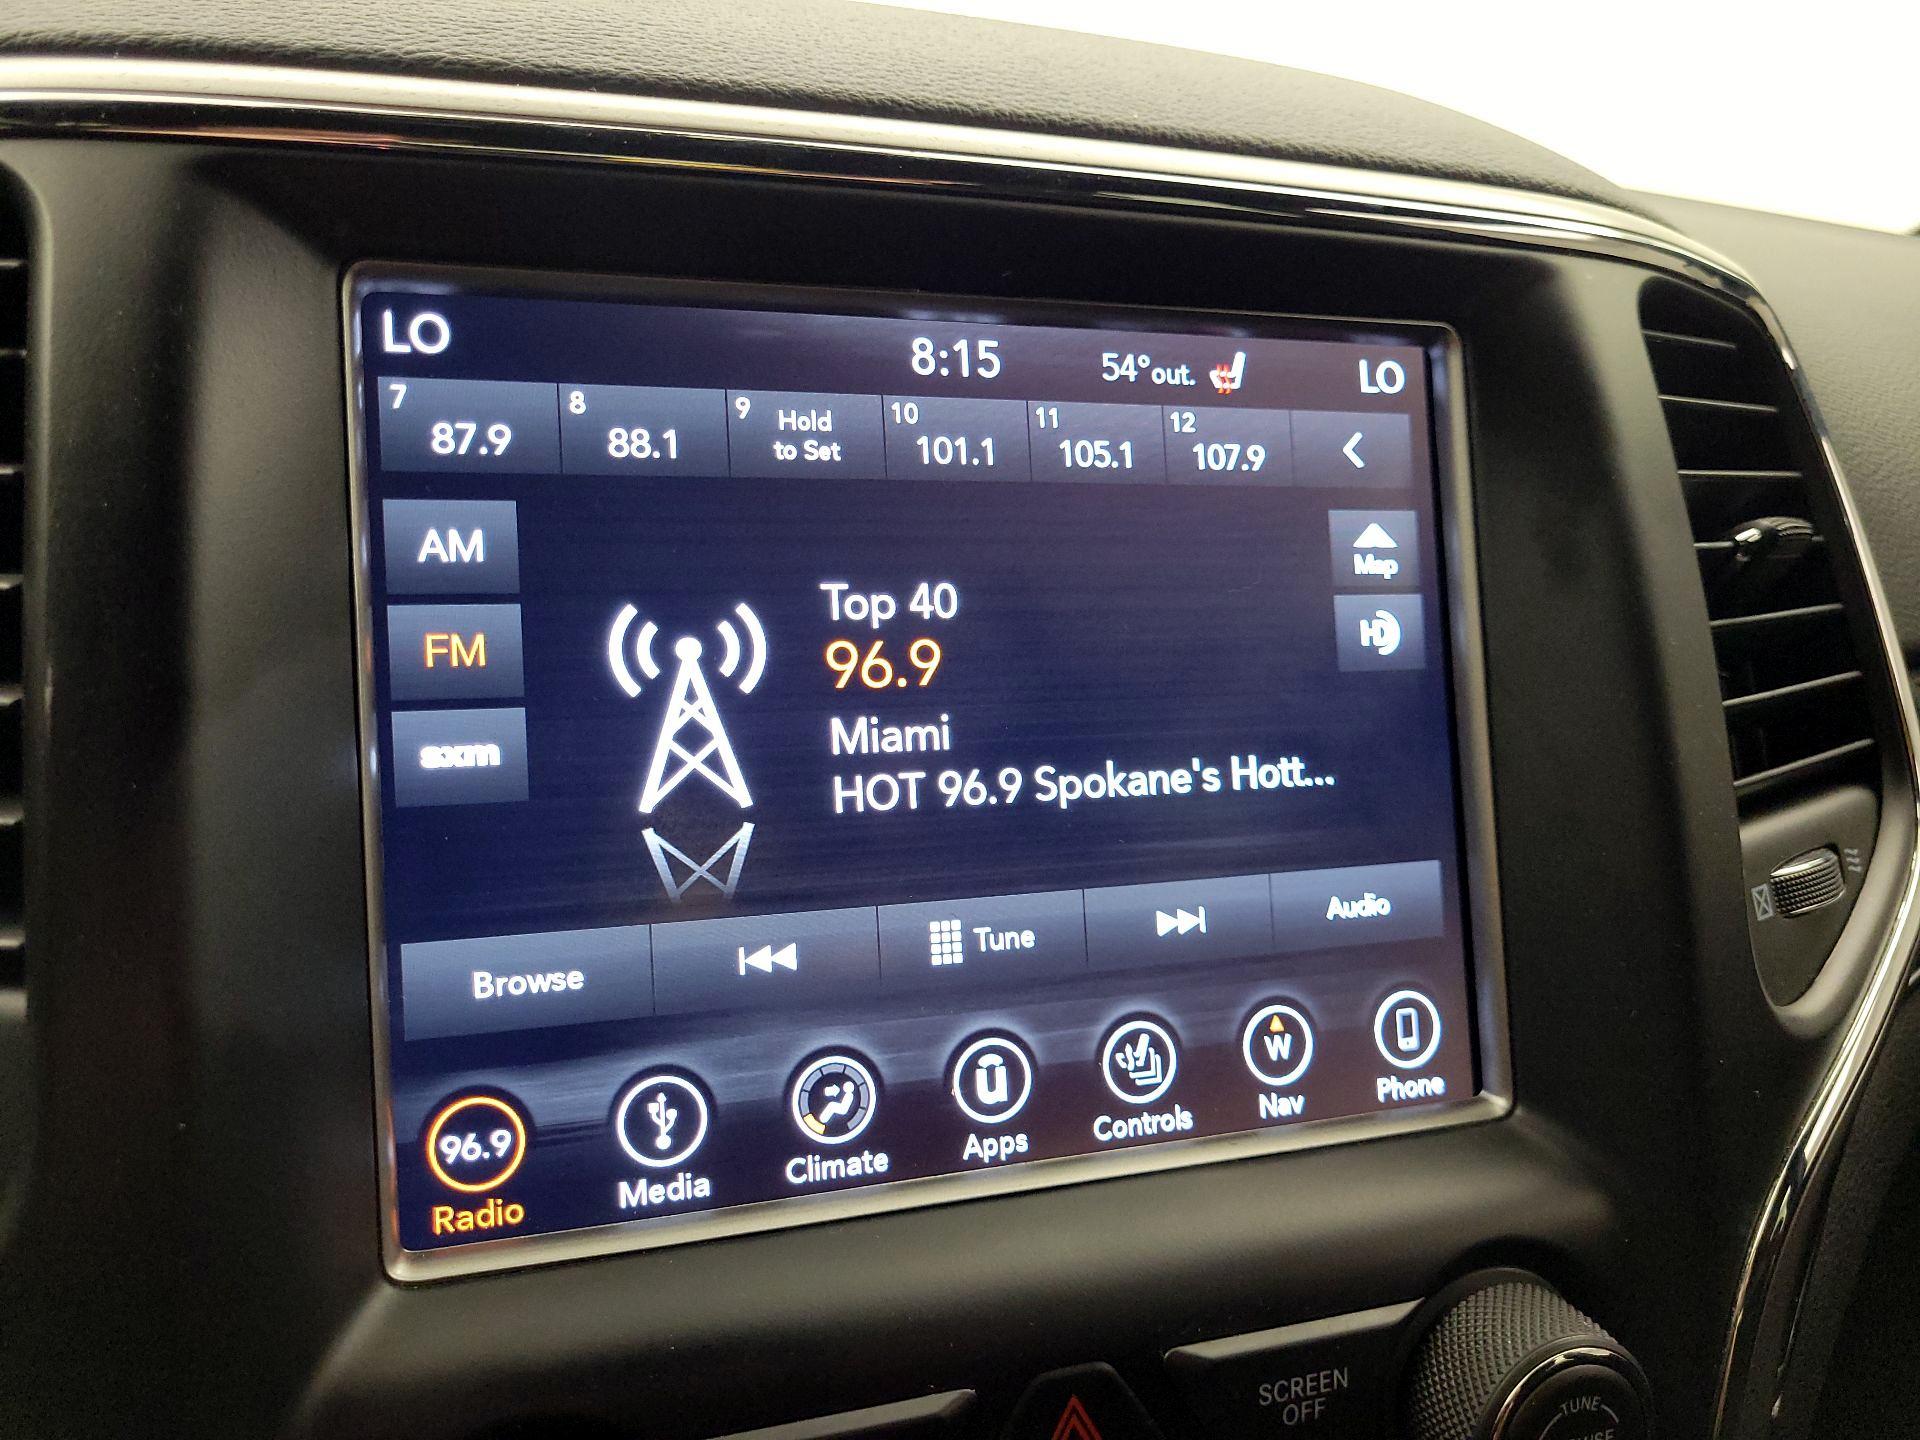 LO 8:15 54° out. LO
7 8 9 Hold 10 11 12
87.9 88.1 to Set 101.1 105.1 107.9
AM
Map
FM
HD
sxm
Top 40
96.9
Miami
HOT 96.9 Spokane's Hott...
Browse Tune Audio
96.9 W
Radio Media Climate Apps Controls Nav Phone
SCREEN
OFF
TUNE